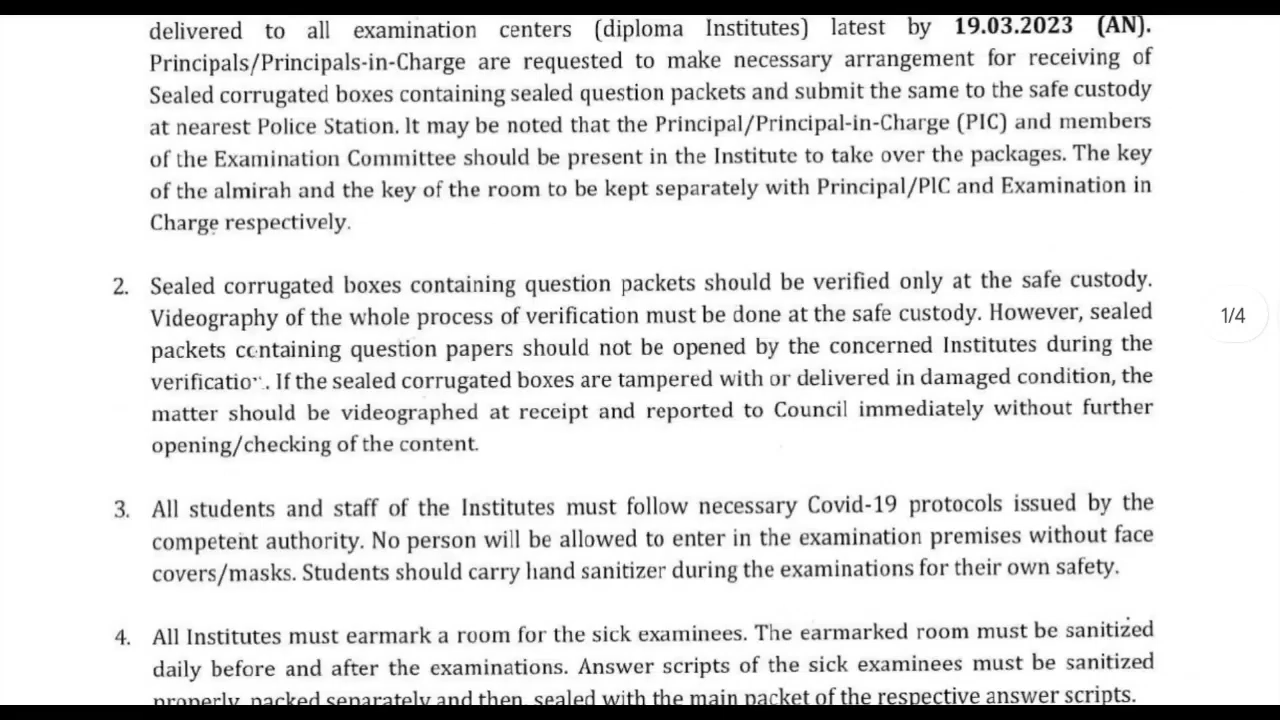 delivered to all examination centers (diploma Institutes) latest by 19.03.2023 (AN).
Principals/Principals-in-Charge are requested to make necessary arrangement for receiving of
Sealed corrugated boxes containing sealed question packets and submit the same to the safe custody
at nearest Police Station. It may be noted that the Principal/Principal-in-Charge (PIC) and members
of the Examination Committee should be present in the Institute to take over the packages. The key
of the almirah and the key of the room to be kept separately with Principal/PIC and Examination in
Charge respectively.
2. Sealed corrugated boxes containing question packets should be verified only at the safe custody.
Videography of the whole process of verification must be done at the safe custody. However, sealed
packets containing question papers should not be opened by the concerned Institutes during the
verification. If the sealed corrugated boxes are tampered with or delivered in damaged condition, the
matter should be videographed at receipt and reported to Council immediately without further
opening/checking of the content.
1/4
3. All students and staff of the Institutes must follow necessary Covid-19 protocols issued by the
competent authority. No person will be allowed to enter in the examination premises without face
covers/masks. Students should carry hand sanitizer during the examinations for their own safety.
4. All Institutes must earmark a room for the sick examinees. The earmarked room must be sanitized
daily before and after the examinations. Answer scripts of the sick examinees must be sanitized
properly, packed separately and then, sealed with the main packet of the respective answer scripts.